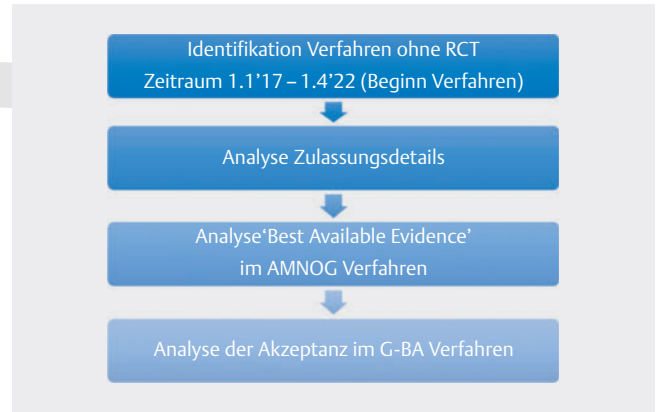 Identifikation Verfahren ohne RCT
Zeitraum 1.1’17 – 1.4’22 (Beginn Verfahren)
Analyse Zulassungsdetails
Analyse‘Best Available Evidence’
im AMNOG Verfahren
Analyse der Akzeptanz im G-BA Verfahren